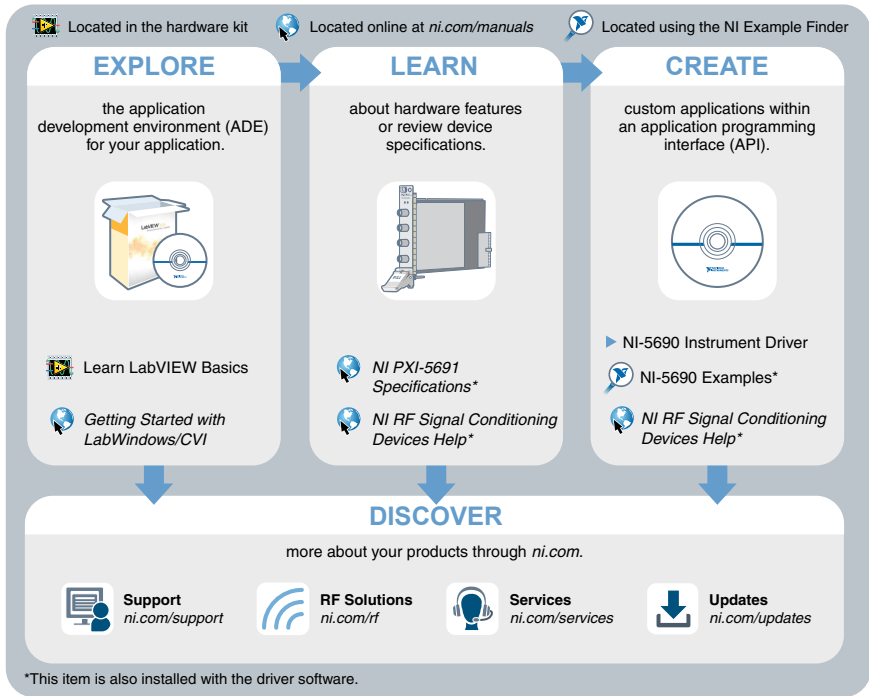 Located in the hardware kit
Located online at ni.com/manuals
Located using the NI Example Finder
EXPLORE
the application
development environment (ADE)
for your application.
LabVIEW
Learn LabVIEW Basics
Getting Started with
LabWindows/CVI
LEARN
about hardware features
or review device
specifications.
NI PXI-5691
Specifications*
NI RF Signal Conditioning
Devices Help*
CREATE
custom applications within
an application programming
interface (API).
NI-5690 Instrument Driver
NI-5690 Examples*
NI RF Signal Conditioning
Devices Help*
DISCOVER
more about your products through ni.com.
Support
ni.com/support
RF Solutions
ni.com/rf
Services
ni.com/services
Updates
ni.com/updates
*This item is also installed with the driver software.